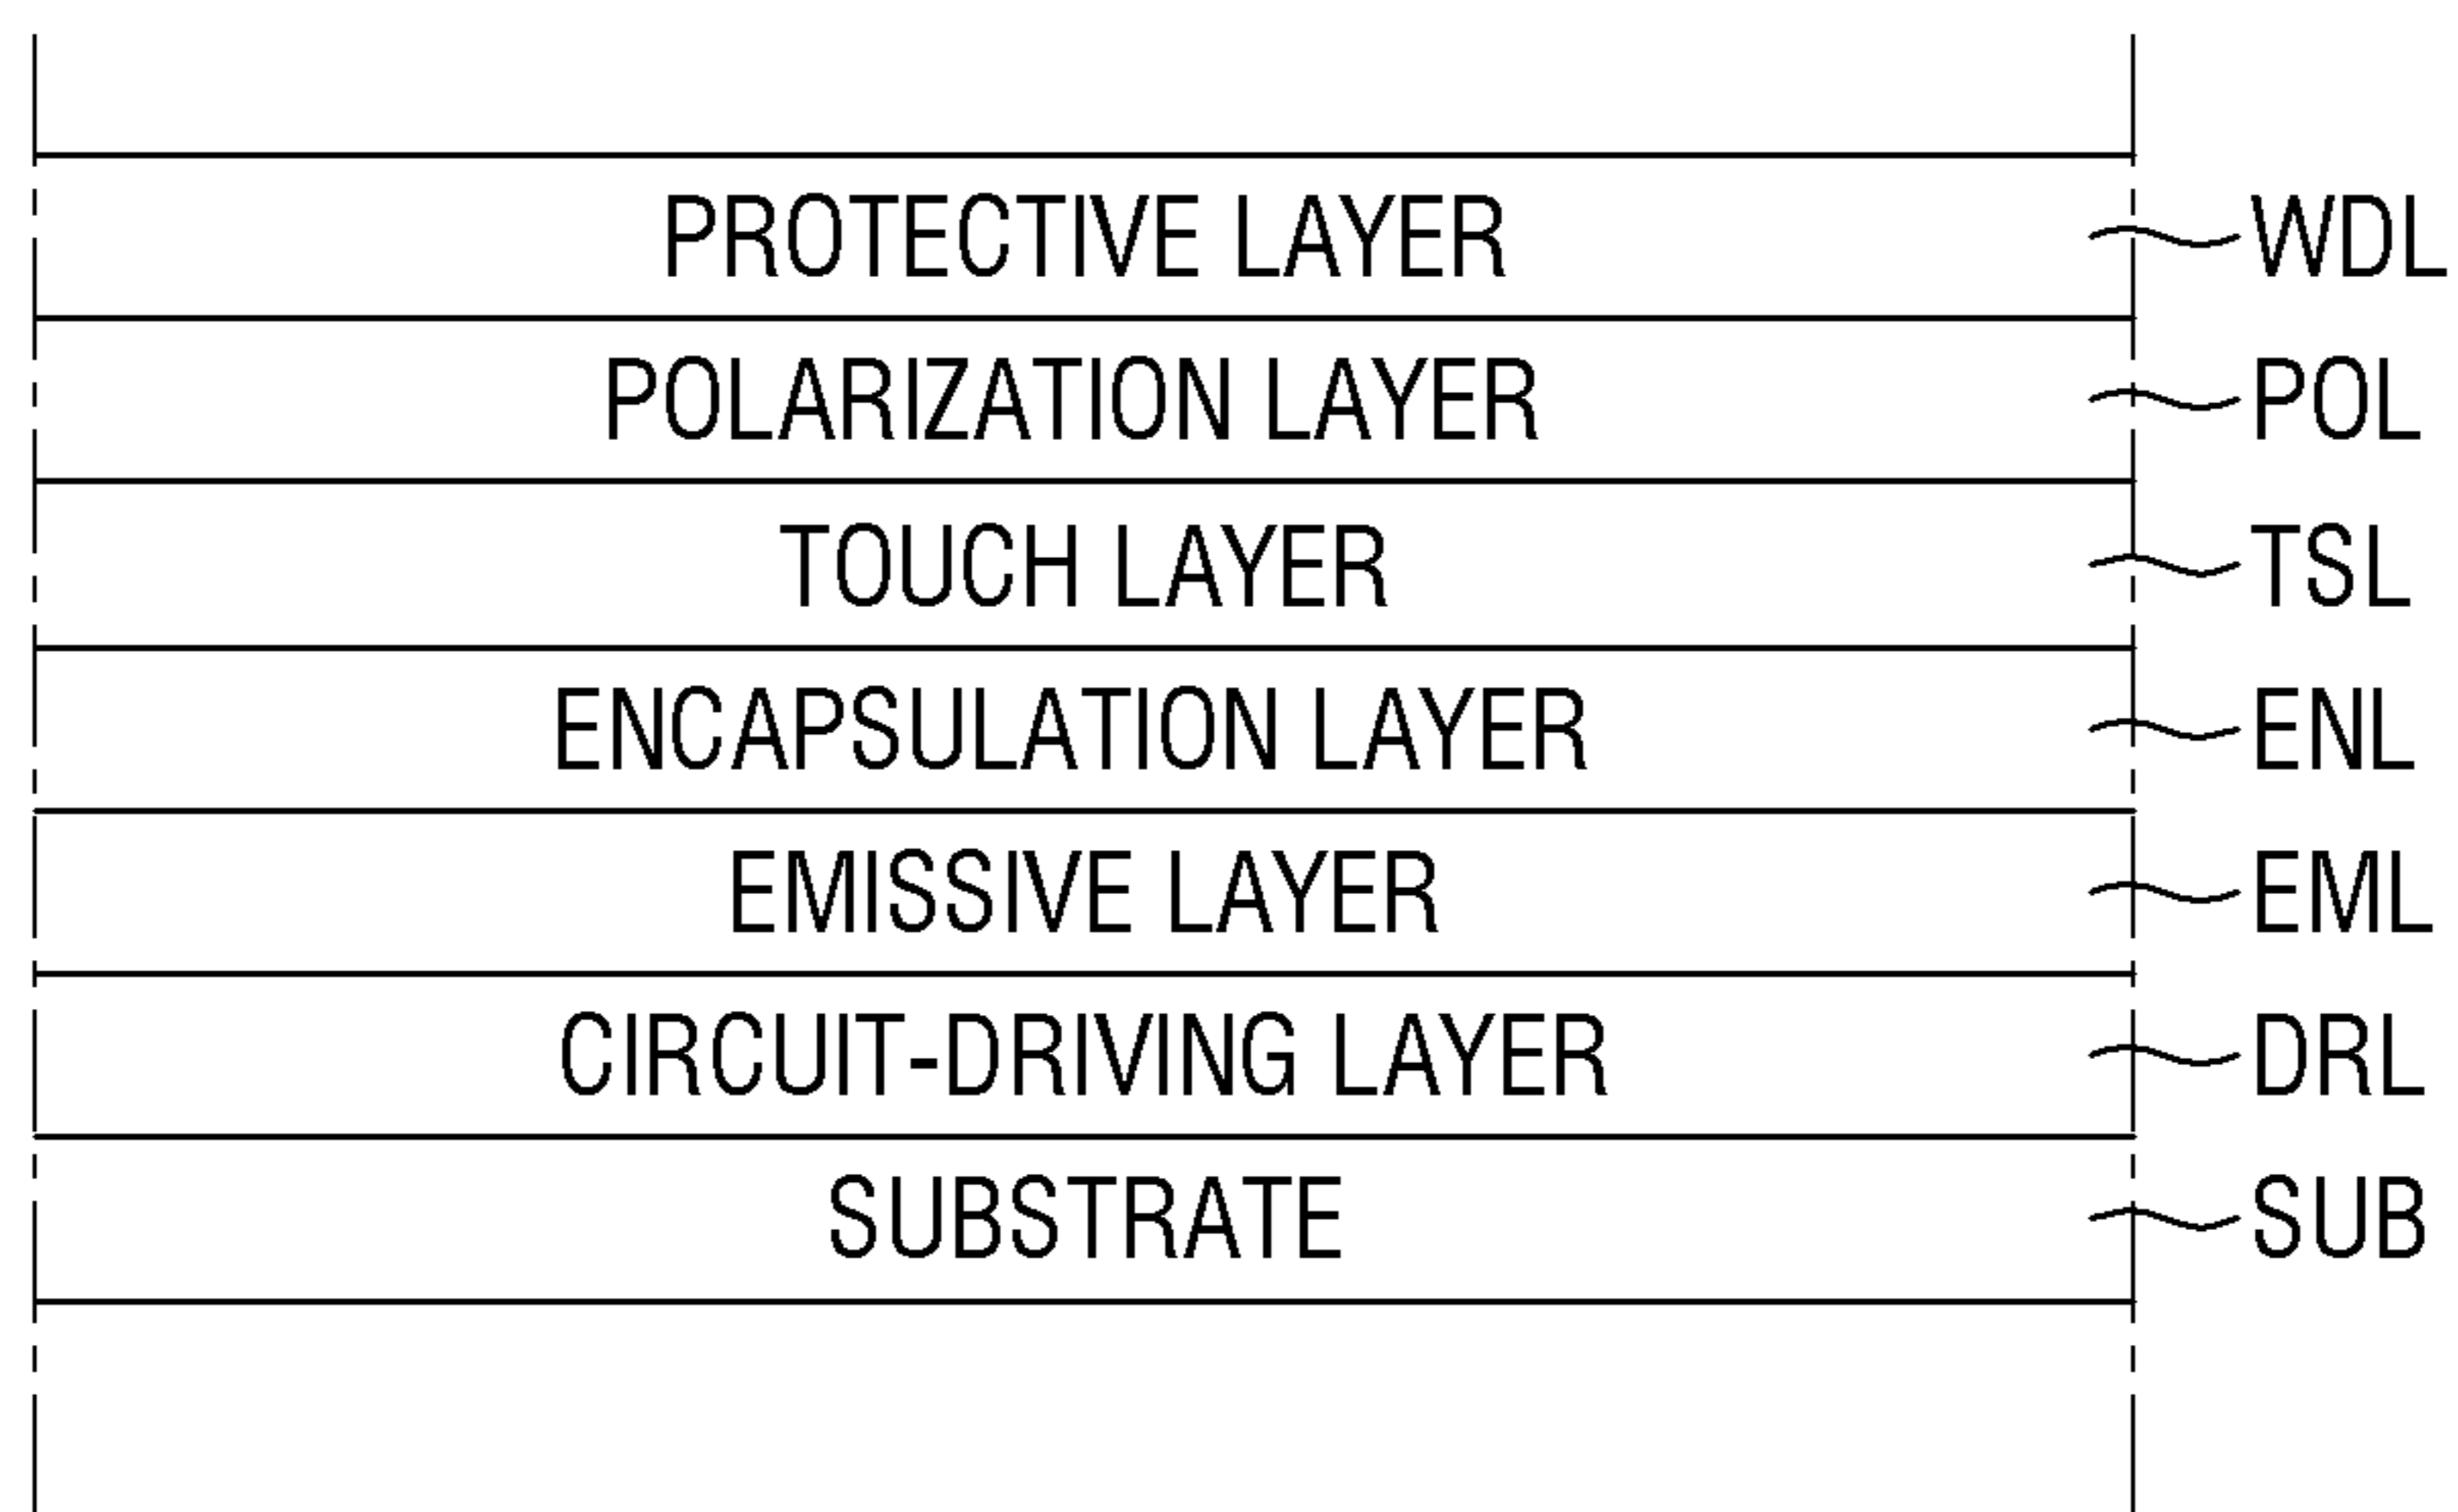 PROTECTIVE LAYER WDL
POLARIZATION LAYER POL
TOUCH LAYER TSL
ENCAPSULATION LAYER ENL
EMISSIVE LAYER EML
CIRCUIT-DRIVING LAYER DRL
SUBSTRATE SUB